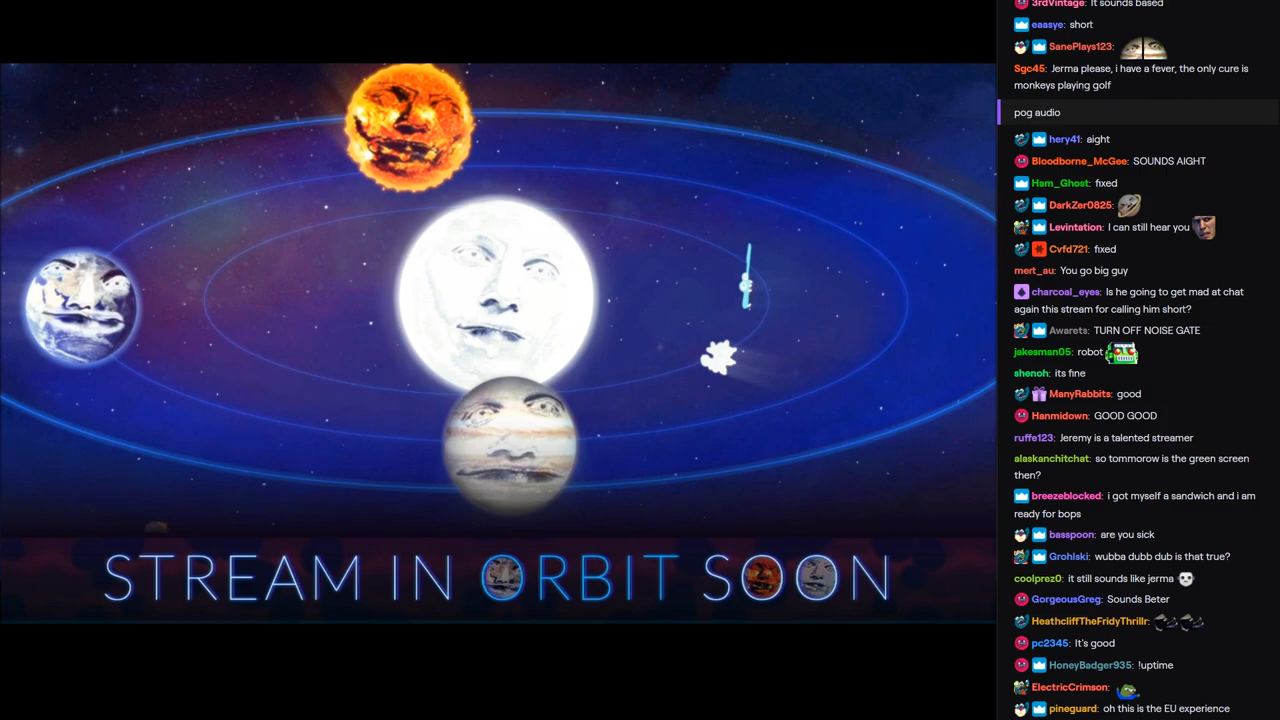 STREAM IN ORBIT SOON
3rdVintage: It sounds based
eaasye: short
SanePlays123:
Sgc45: Jerma please, i have a fever, the only cure is
monkeys playing golf
pog audio
hery41: aight
Bloodborne_McGee: SOUNDS AIGHT
Ham_Ghost: fixed
DarkZer0825:
Levintation: I can still hear you
Cvfd721: fixed
mert_au: You go big guy
charcoal_eyes: Is he going to get mad at chat
again this stream for calling him short?
Awarets: TURN OFF NOISE GATE
jakesman05: robot
shenoh: its fine
ManyRabbits: good
Hanmidown: GOOD GOOD
ruffe123: Jeremy is a talented streamer
alaskanchitchat: so tommorow is the green screen
then?
breezeblocked: i got myself a sandwich and i am
ready for bops
basspoon: are you sick
Grohlski: wubba dubb dub is that true?
coolprez0: it still sounds like jerma
GorgeousGreg: Sounds Beter
HeathcliffTheFridyThrillr:
pc2345: It's good
HoneyBadger935: !uptime
ElectricCrimson:
pineguard: oh this is the EU experience